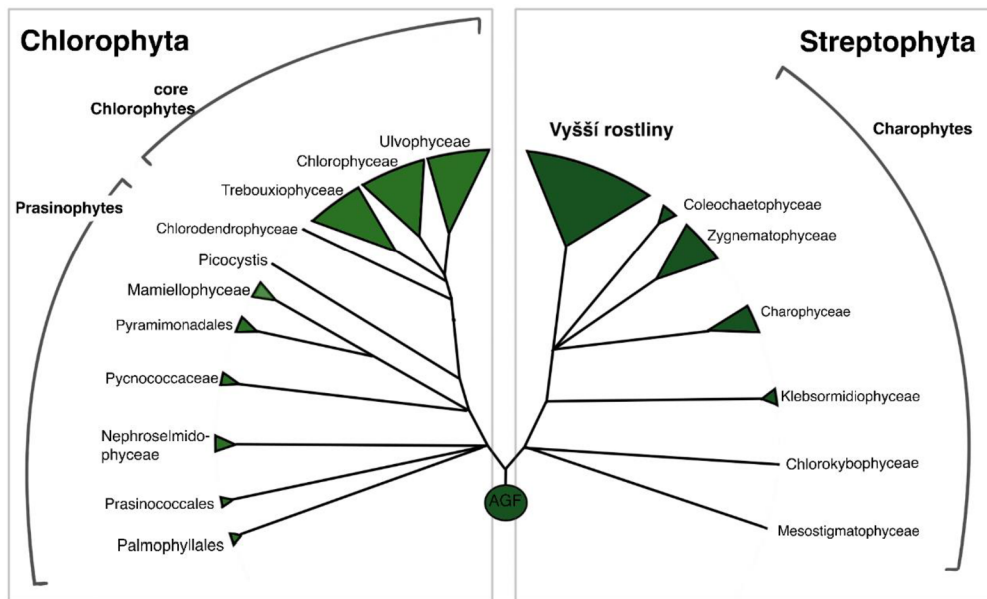 Chlorophyta
core
Chlorophytes
Prasinophytes
Ulvophyceae
Chlorophyceae
Trebouxiophyceae
Chlorodendrophyceae
Picocystis
Mamiellophyceae
Pyramimonadales
Pycnococcaceae
Nephroselmido-
phyceae
Prasinococcales
Palmophyllales
AGF
Streptophyta
Charophytes
Vyšší rostliny
Coleochaetophyceae
Zygnematophyceae
Charophyceae
Klebsormidiophyceae
Chlorokybophyceae
Mesostigmatophyceae